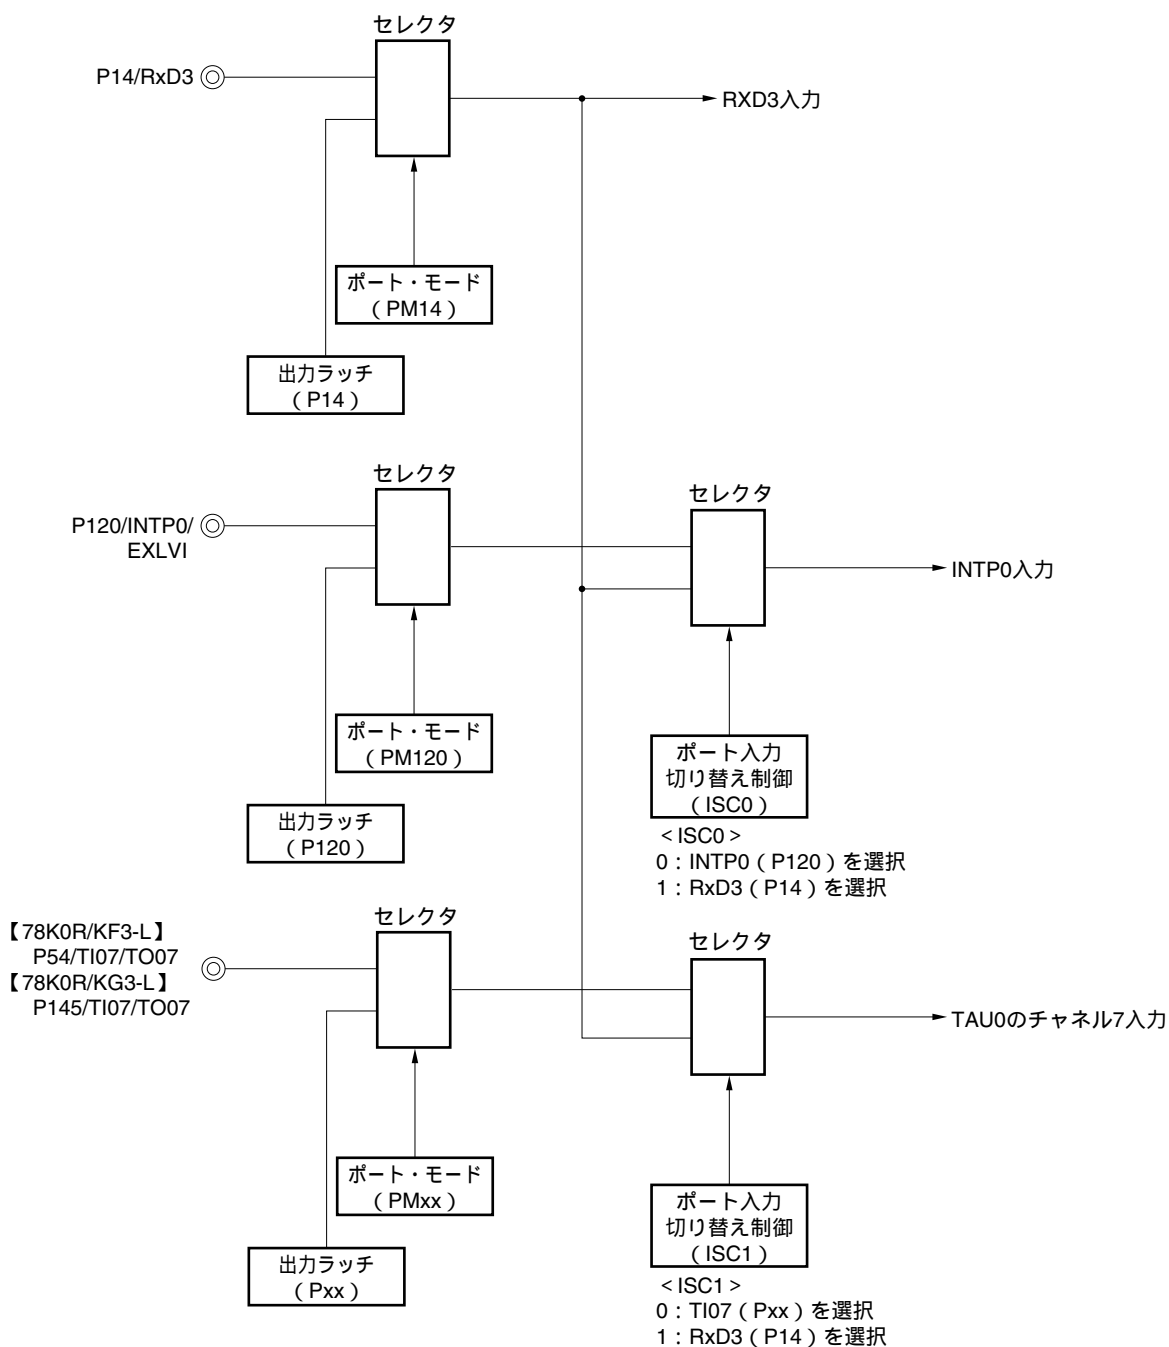 セレクタ
P14/RxD3
RXD3入力
ポート・モード
（PM14）
出力ラッチ
（P14）
セレクタ
セレクタ
P120/INTP0/
EXLVI
INTP0入力
ポート・モード
（PM120）
ポート入力
切り替え制御
（ISC0）
出力ラッチ
（P120）
＜ISC0＞
0：INTP0（P120）を選択
1：RxD3（P14）を選択
セレクタ
セレクタ
【78K0R/KF3-L】
P54/TI07/TO07
【78K0R/KG3-L】
P145/TI07/TO07
TAU0のチャネル7入力
ポート・モード
（PMxx）
ポート入力
切り替え制御
（ISC1）
出力ラッチ
（Pxx）
＜ISC1＞
0：TI07（Pxx）を選択
1：RxD3（P14）を選択